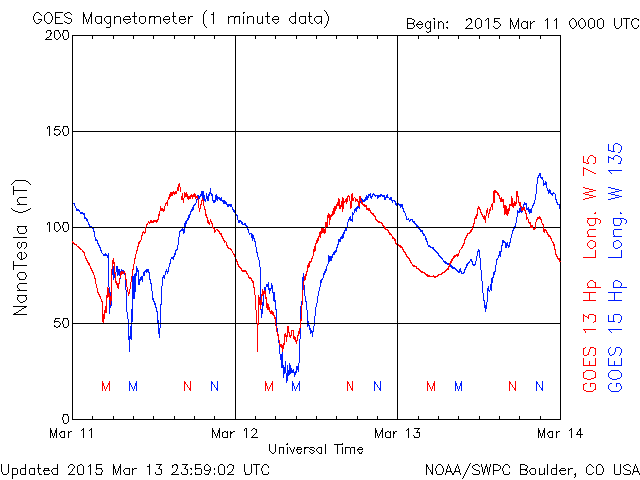 GOES Magnetometer (1 minute data)
Begin: 2015 Mar 11 0000 UTC
200
150
100
50
0
NanoTesla (nT)
M M N N M M N N M M N N
Mar 11 Mar 12 Mar 13 Mar 14
Universal Time
GOES 13 Hp Long. W 75
GOES 15 Hp Long. W 135
Updated 2015 Mar 13 23:59:02 UTC
NOAA/SWPC Boulder, CO USA